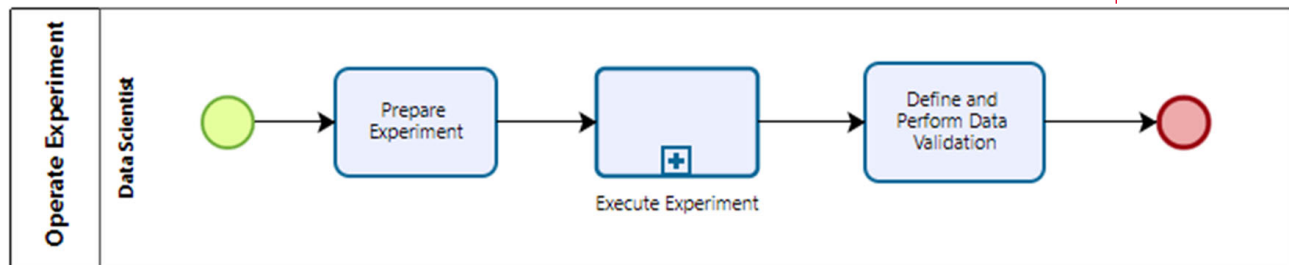 Operate Experiment
Data Scientist
Prepare
Experiment
Execute Experiment
Define and
Perform Data
Validation